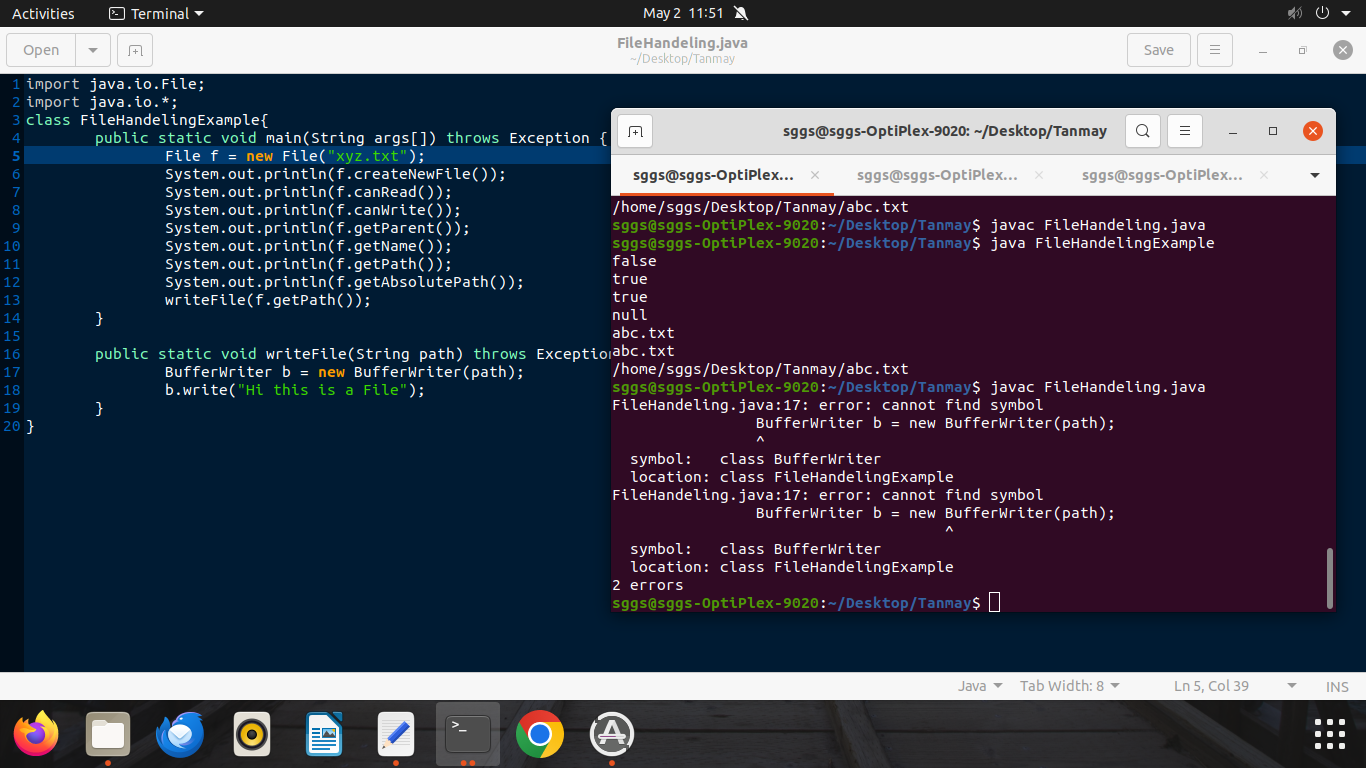 Activities
Terminal
May 2 11:51
Open
FileHandeling.java
~/Desktop/Tanmay
Save
1 import java.io.File;
2 import java.io.*;
3 class FileHandelingExample{
4 public static void main(String args[]) throws Exception {
5 File f = new File("xyz.txt");
6 System.out.println(f.createNewFile());
7 System.out.println(f.canRead());
8 System.out.println(f.canWrite());
9 System.out.println(f.getParent());
10 System.out.println(f.getName());
11 System.out.println(f.getPath());
12 System.out.println(f.getAbsolutePath());
13 writeFile(f.getPath());
14 }
15
16 public static void writeFile(String path) throws Exception
17 BufferWriter b = new BufferWriter(path);
18 b.write("Hi this is a File");
19 }
20 }
sggs@sggs-OptiPlex-9020: ~/Desktop/Tanmay
sggs@sggs-OptiPlex...
sggs@sggs-OptiPlex...
sggs@sggs-OptiPlex...
/home/sggs/Desktop/Tanmay/abc.txt
sggs@sggs-OptiPlex-9020:~/Desktop/Tanmay$ javac FileHandeling.java
sggs@sggs-OptiPlex-9020:~/Desktop/Tanmay$ java FileHandelingExample
false
true
true
null
abc.txt
abc.txt
/home/sggs/Desktop/Tanmay/abc.txt
sggs@sggs-OptiPlex-9020:~/Desktop/Tanmay$ javac FileHandeling.java
FileHandeling.java:17: error: cannot find symbol
BufferWriter b = new BufferWriter(path);
^
symbol: class BufferWriter
location: class FileHandelingExample
FileHandeling.java:17: error: cannot find symbol
BufferWriter b = new BufferWriter(path);
^
symbol: class BufferWriter
location: class FileHandelingExample
2 errors
sggs@sggs-OptiPlex-9020:~/Desktop/Tanmay$
Java
Tab Width: 8
Ln 5, Col 39
INS
>_